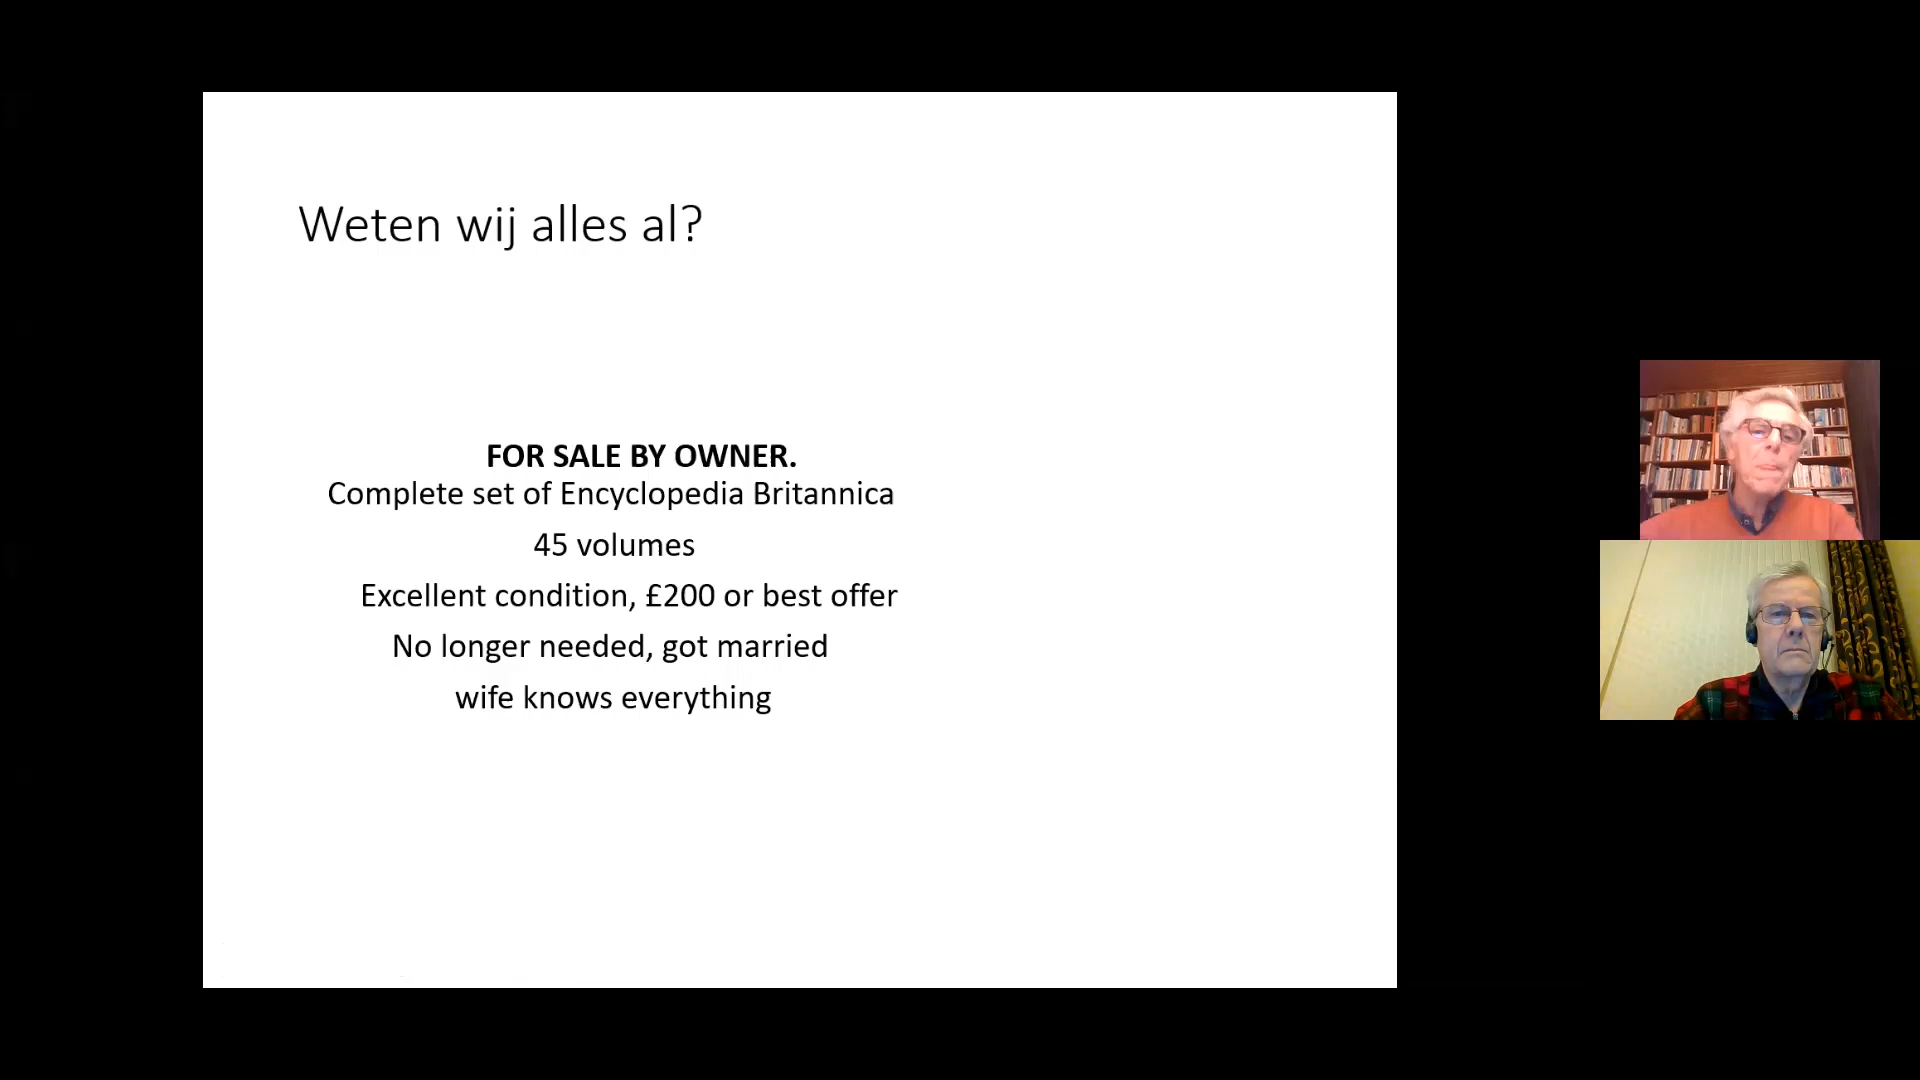 Weten wij alles al?
FOR SALE BY OWNER.
Complete set of Encyclopedia Britannica
45 volumes
Excellent condition, £200 or best offer
No longer needed, got married
wife knows everything